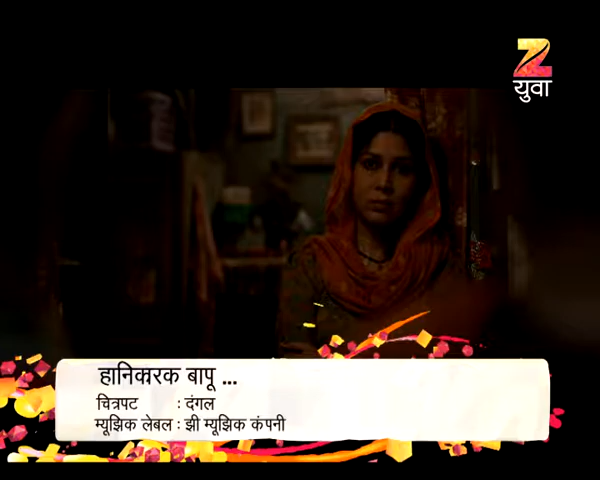 Z
युवा
हानिकारक बापू ...
चित्रपट : दंगल
म्यूझिक लेबल : झी म्यूझिक कंपनी